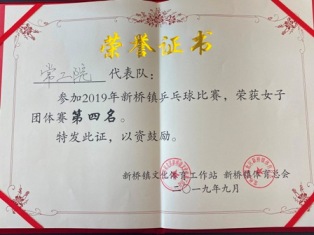 荣誉证书
常工院 代表队：
参加2019年新桥镇乒乓球比赛，荣获女子
团体赛第四名。
特发此证，以资鼓励。
新桥镇文化体育工作站 新桥镇体育总会
二〇一九年九月